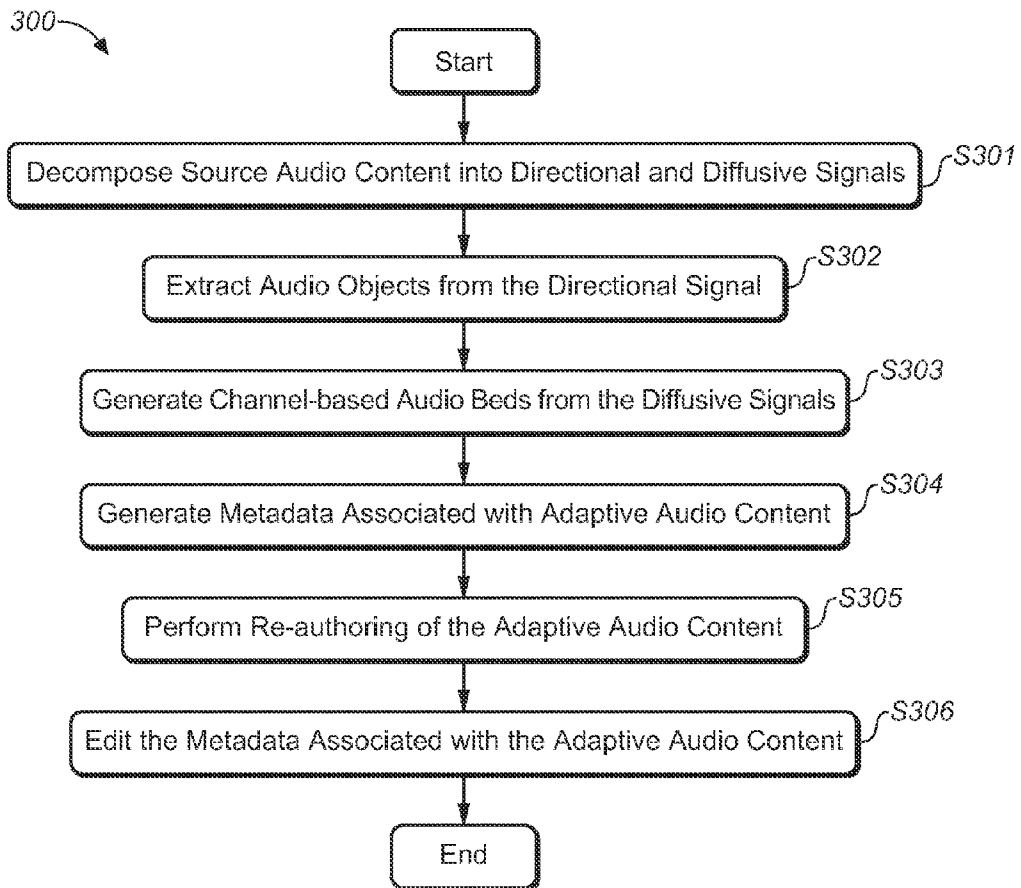 300
Start
Decompose Source Audio Content into Directional and Diffusive Signals
S301
Extract Audio Objects from the Directional Signal
S302
Generate Channel-based Audio Beds from the Diffusive Signals
S303
Generate Metadata Associated with Adaptive Audio Content
S304
Perform Re-authoring of the Adaptive Audio Content
S305
Edit the Metadata Associated with the Adaptive Audio Content
S306
End